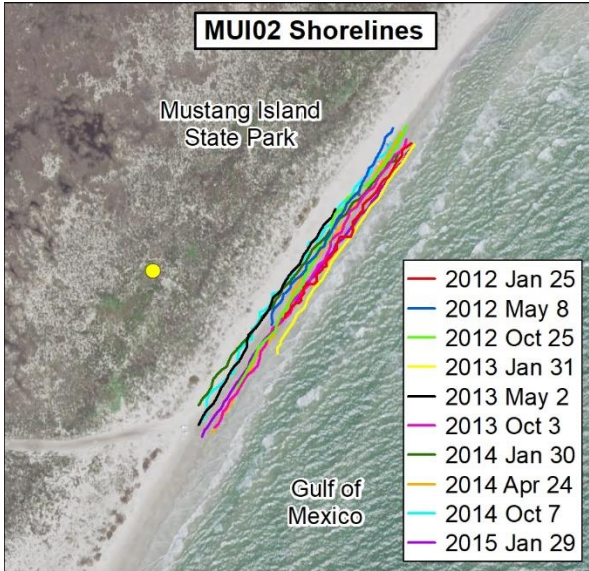 MUI02 Shorelines
Mustang Island
State Park
2012 Jan 25
2012 May 8
2012 Oct 25
2013 Jan 31
2013 May 2
2013 Oct 3
2014 Jan 30
2014 Apr 24
2014 Oct 7
2015 Jan 29
Gulf of
Mexico